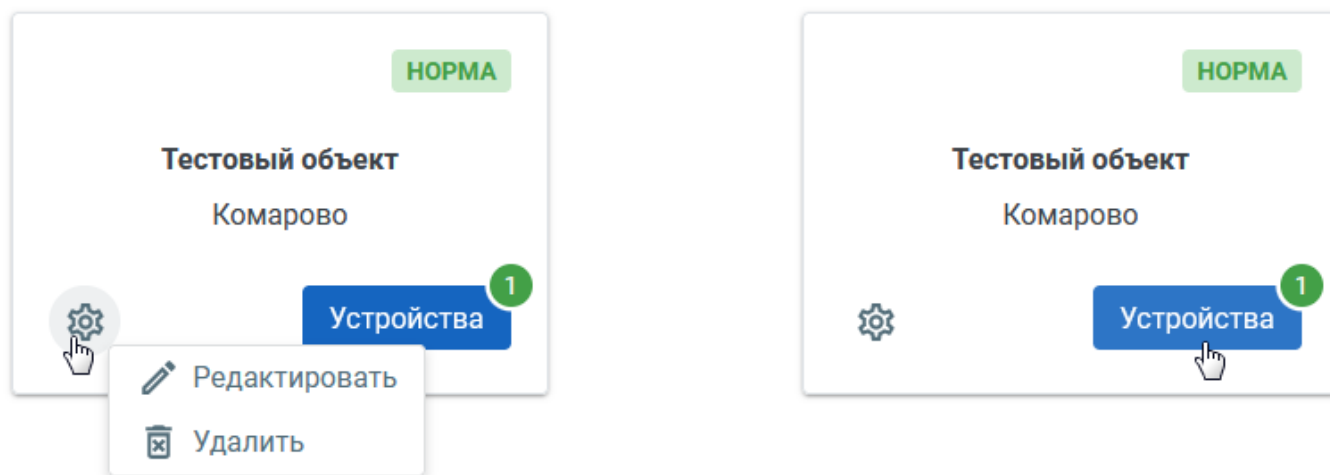 НОРМА
Тестовый объект
Комарово
1
Устройства
Редактировать
Удалить
НОРМА
Тестовый объект
Комарово
1
Устройства